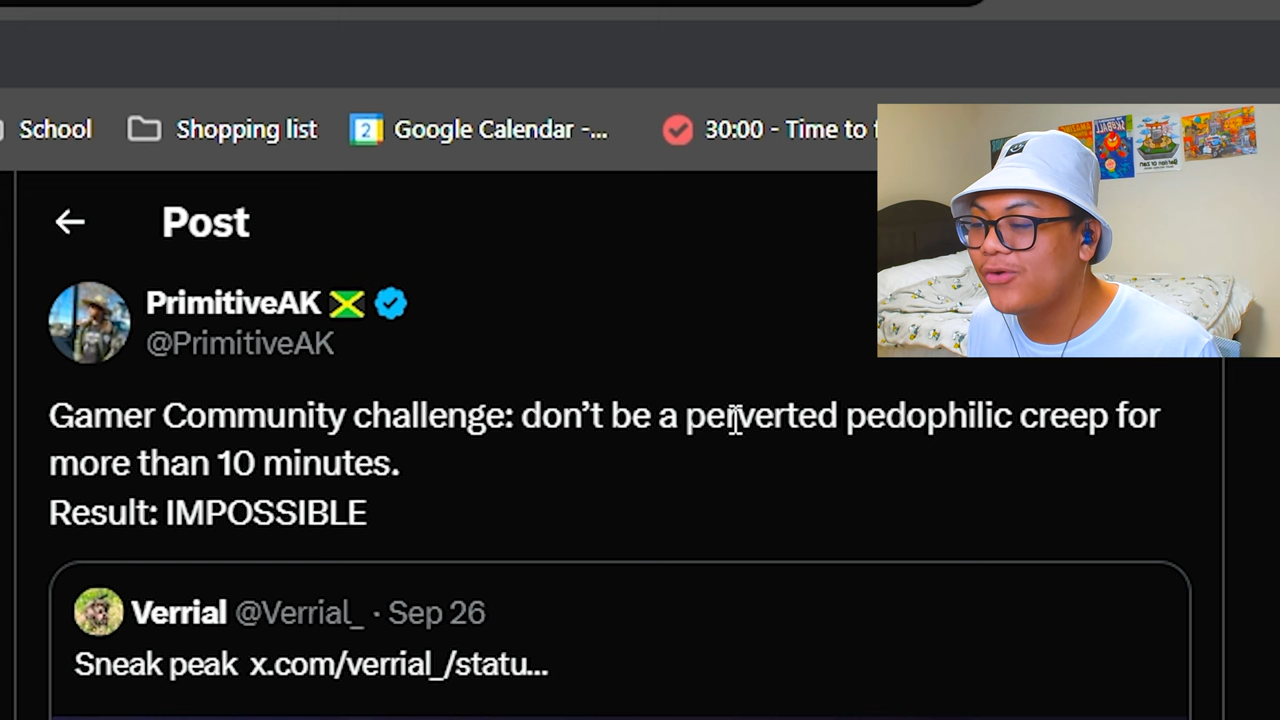 School Shopping list 2 Google Calendar -... 30:00 - Time to
Post
PrimitiveAK
@PrimitiveAK
Gamer Community challenge: don’t be a perverted pedophilic creep for
more than 10 minutes.
Result: IMPOSSIBLE
Verrial @Verrial_ · Sep 26
Sneak peak x.com/verrial_/statu...